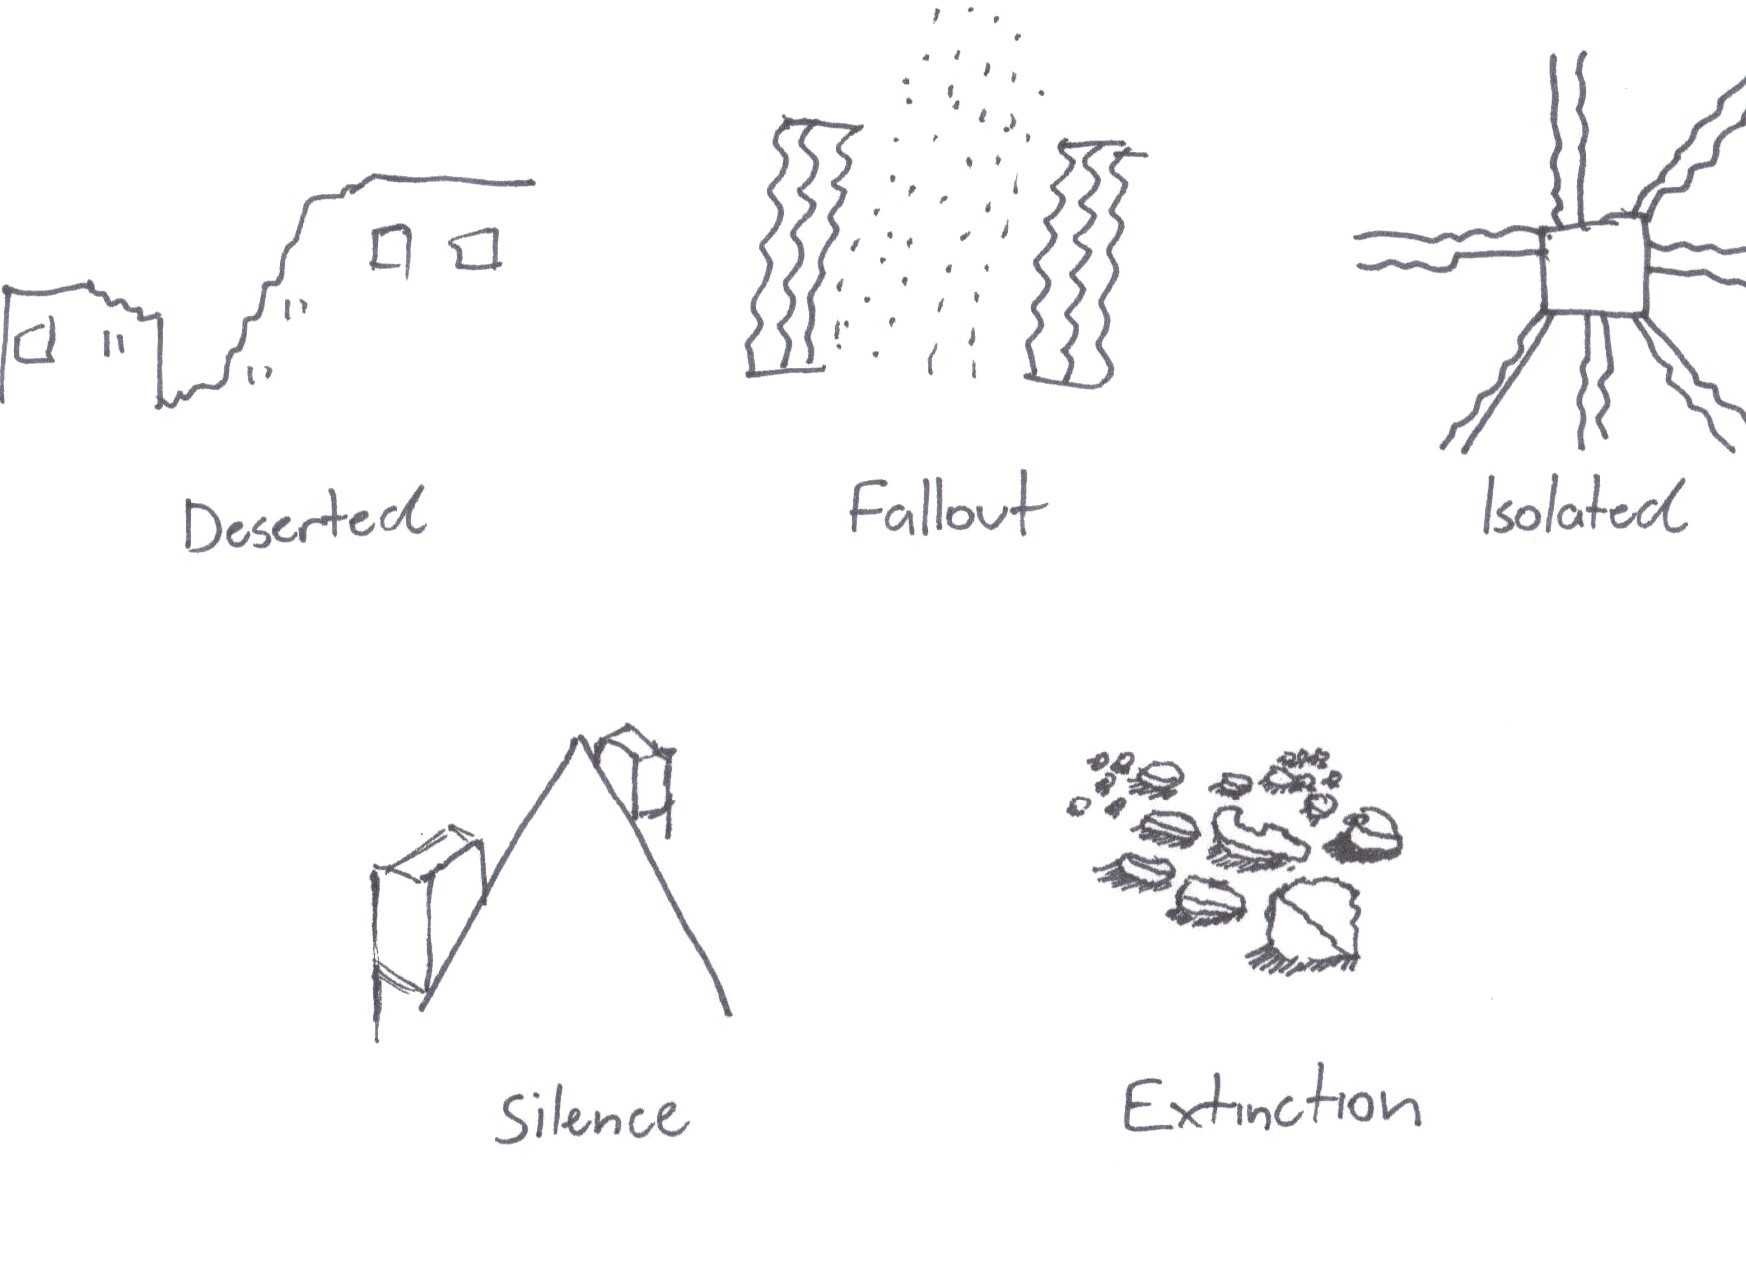 Deserted
Fallout
Isolated
Silence
Extinction